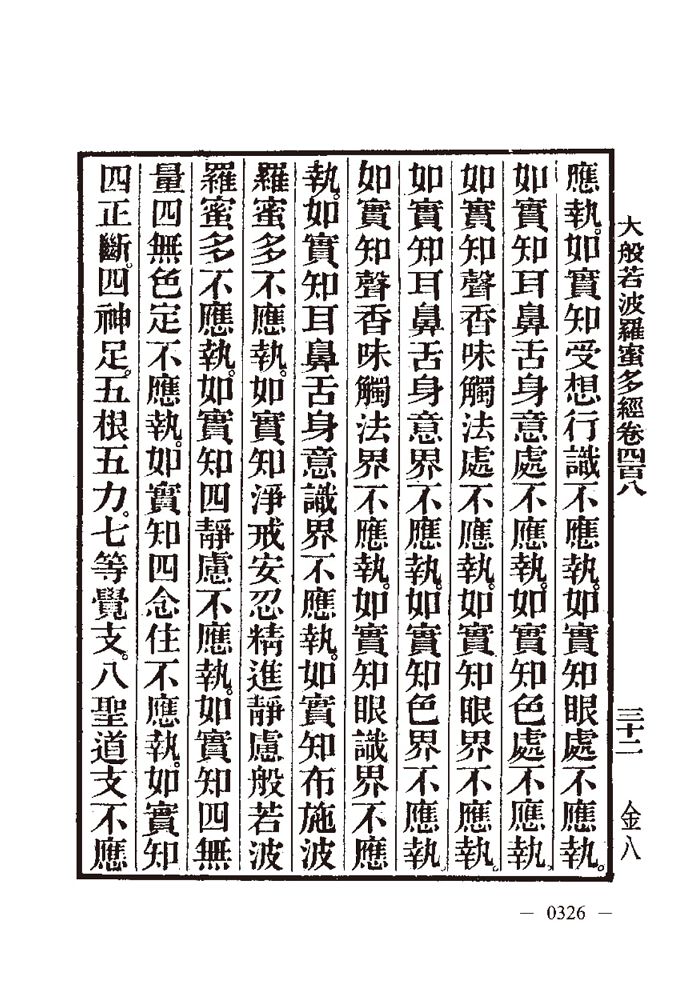 大般若波羅蜜多經卷四百八 三十二 金八
應執。如實知受想行識不應執。如實知眼處不應執。
如實知耳鼻舌身意處不應執。如實知色處不應執。
如實知聲香味觸法處不應執。如實知眼界不應執。
如實知耳鼻舌身意界不應執。如實知色界不應執。
如實知聲香味觸法界不應執。如實知眼識界不應
執。如實知耳鼻舌身意識界不應執。如實知布施波
羅蜜多不應執。如實知淨戒安忍精進靜慮般若波
羅蜜多不應執。如實知四靜慮不應執。如實知四無
量四無色定不應執。如實知四念住不應執。如實知
四正斷。四神足。五根五力。七等覺支。八聖道支不應
— 0326 —